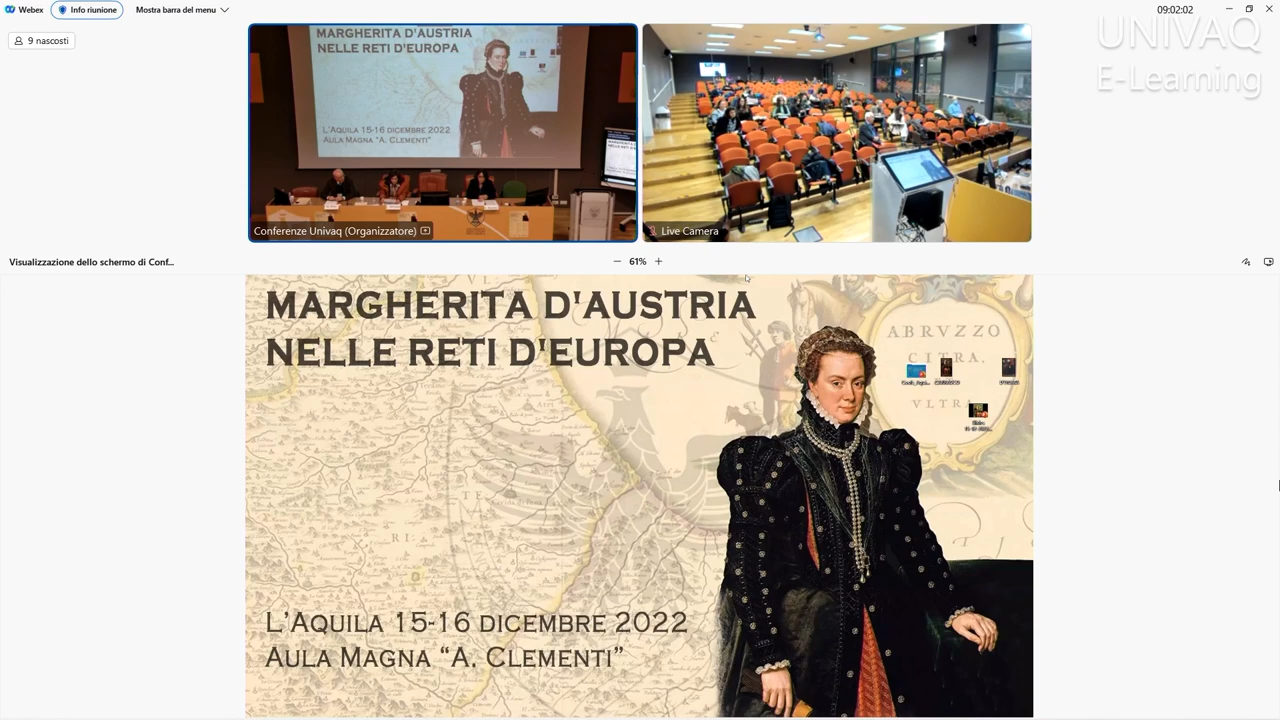 Webex
Info riunione
Mostra barra del menu
09:02:02
9 nascosti
UNIVAQ
E-Learning
MARGHERITA D'AUSTRIA
NELLE RETI D'EUROPA
L'AQUILA 15-16 DICEMBRE 2022
AULA MAGNA "A. CLEMENTI"
Conferenze Univaq (Organizzatore)
Live Camera
Visualizzazione dello schermo di Conf...
61%
MARGHERITA D'AUSTRIA
NELLE RETI D'EUROPA
ABRVZZO
CITRA,
VLTRA
L'AQUILA 15-16 DICEMBRE 2022
AULA MAGNA “A. CLEMENTI”